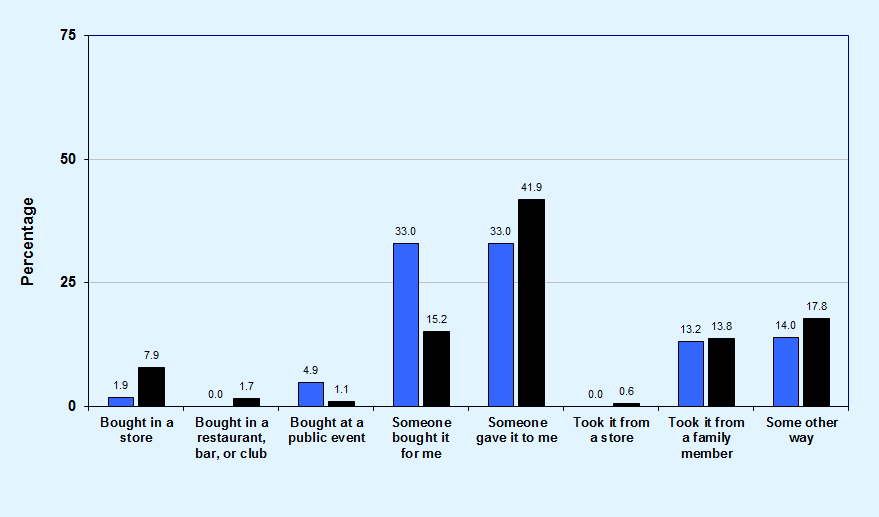 75
50
25
0
Percentage
1.9
7.9
0.0
1.7
4.9
1.1
33.0
15.2
33.0
41.9
0.0
0.6
13.2
13.8
14.0
17.8
Bought in a
store
Bought in a
restaurant,
bar, or club
Bought at a
public event
Someone
bought it
for me
Someone
gave it to me
Took it from
a store
Took it from
a family
member
Some other
way